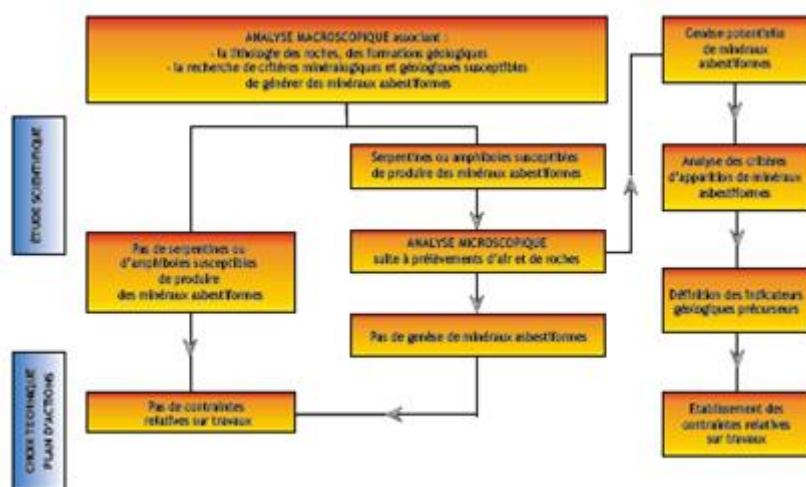 ANALYSE MACROSCOPIQUE associant :
- la lithologie des roches, des formations géologiques
- la recherche de critères minéralogiques et géologiques susceptibles
de générer des minéraux asbestiformes
Genèse potentielle
de minéraux
asbestiformes
ÉTUDE SCIENTIFIQUE
Serpentines ou amphiboles susceptibles
de produire des minéraux asbestiformes
Analyse des critères
d'apparition de minéraux
asbestiformes
Pas de serpentines ou
d'amphiboles susceptibles
de produire
des minéraux asbestiformes
ANALYSE MICROSCOPIQUE
suite à prélèvements d'air et de roches
Définition des indicateurs
géologiques précurseurs
Pas de genèse de minéraux asbestiformes
CHOIX TECHNIQUE
PLAN D'ACTIONS
Pas de contraintes
relatives sur travaux
Etablissement des
contraintes relatives
sur travaux